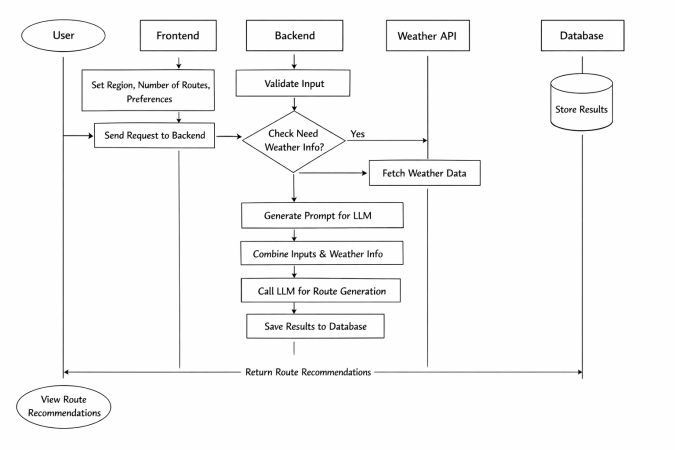 User
Frontend
Backend
Weather API
Database
Set Region, Number of Routes,
Preferences
Validate Input
Store Results
Send Request to Backend
Check Need
Weather Info?
Yes
Fetch Weather Data
Generate Prompt for LLM
Combine Inputs & Weather Info
Call LLM for Route Generation
Save Results to Database
Return Route Recommendations
View Route
Recommendations